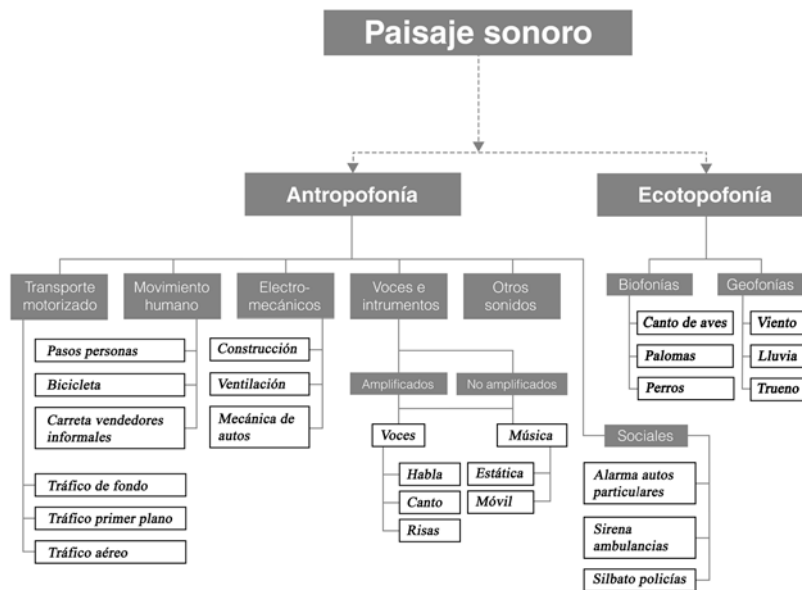 Paisaje sonoro
Antropofonía
Ecotopofonía
Transporte
motorizado
Movimiento
humano
Electro-
mecánicos
Voces e
intrumentos
Otros
sonidos
Biofonías
Geofonías
Pasos personas
Bicicleta
Carreta vendedores
informales
Tráfico de fondo
Tráfico primer plano
Tráfico aéreo
Construcción
Ventilación
Mecánica de
autos
Amplificados
No amplificados
Voces
Música
Habla
Canto
Risas
Estática
Móvil
Canto de aves
Palomas
Perros
Viento
Lluvia
Trueno
Sociales
Alarma autos
particulares
Sirena
ambulancias
Silbato policías